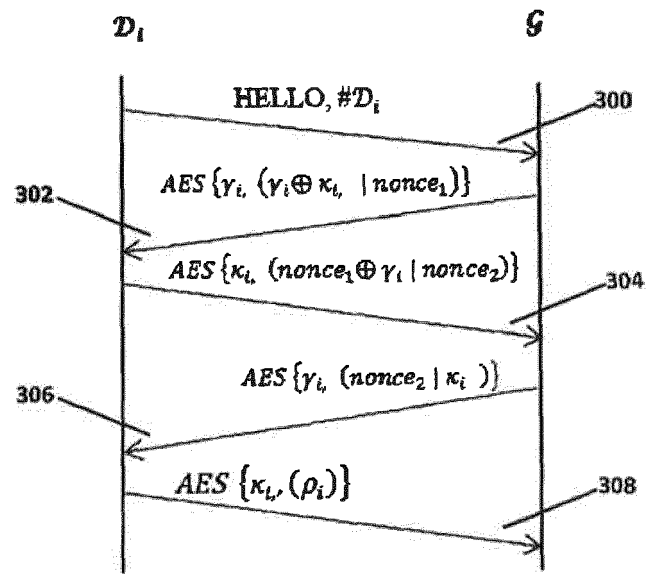 𝒟ᵢ 𝒢
HELLO, #𝒟ᵢ
300
AES {γᵢ, (γᵢ⊕ κᵢ, | nonce₁)}
302
AES {κᵢ, (nonce₁⊕ γᵢ | nonce₂)}
304
AES {γᵢ, (nonce₂ | κᵢ )}
306
AES {κᵢ,, (ρᵢ)}
308